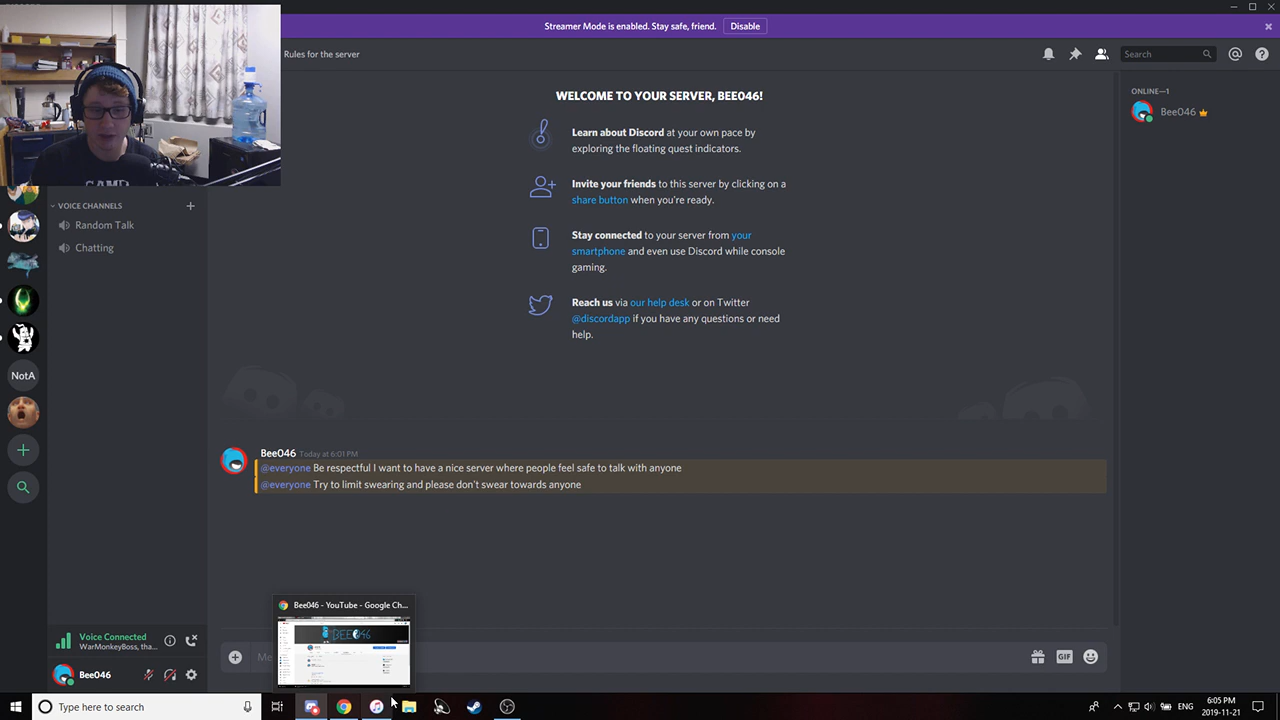 Streamer Mode is enabled. Stay safe, friend. Disable
Rules for the server
Search
WELCOME TO YOUR SERVER, BEE046!
Learn about Discord at your own pace by
exploring the floating quest indicators.
Invite your friends to this server by clicking on a
share button when you're ready.
Stay connected to your server from your
smartphone and even use Discord while console
gaming.
Reach us via our help desk or on Twitter
@discordapp if you have any questions or need
help.
ONLINE—1
Bee046
VOICE CHANNELS
Random Talk
Chatting
NotA
Bee046 Today at 6:01 PM
@everyone Be respectful I want to have a nice server where people feel safe to talk with anyone
@everyone Try to limit swearing and please don't swear towards anyone
Bee046 - YouTube - Google Ch...
BEE046
Voice Connected
WarMonkeyBoss, tha...
Bee046
GIF
Type here to search
ENG
6:05 PM
2019-11-21